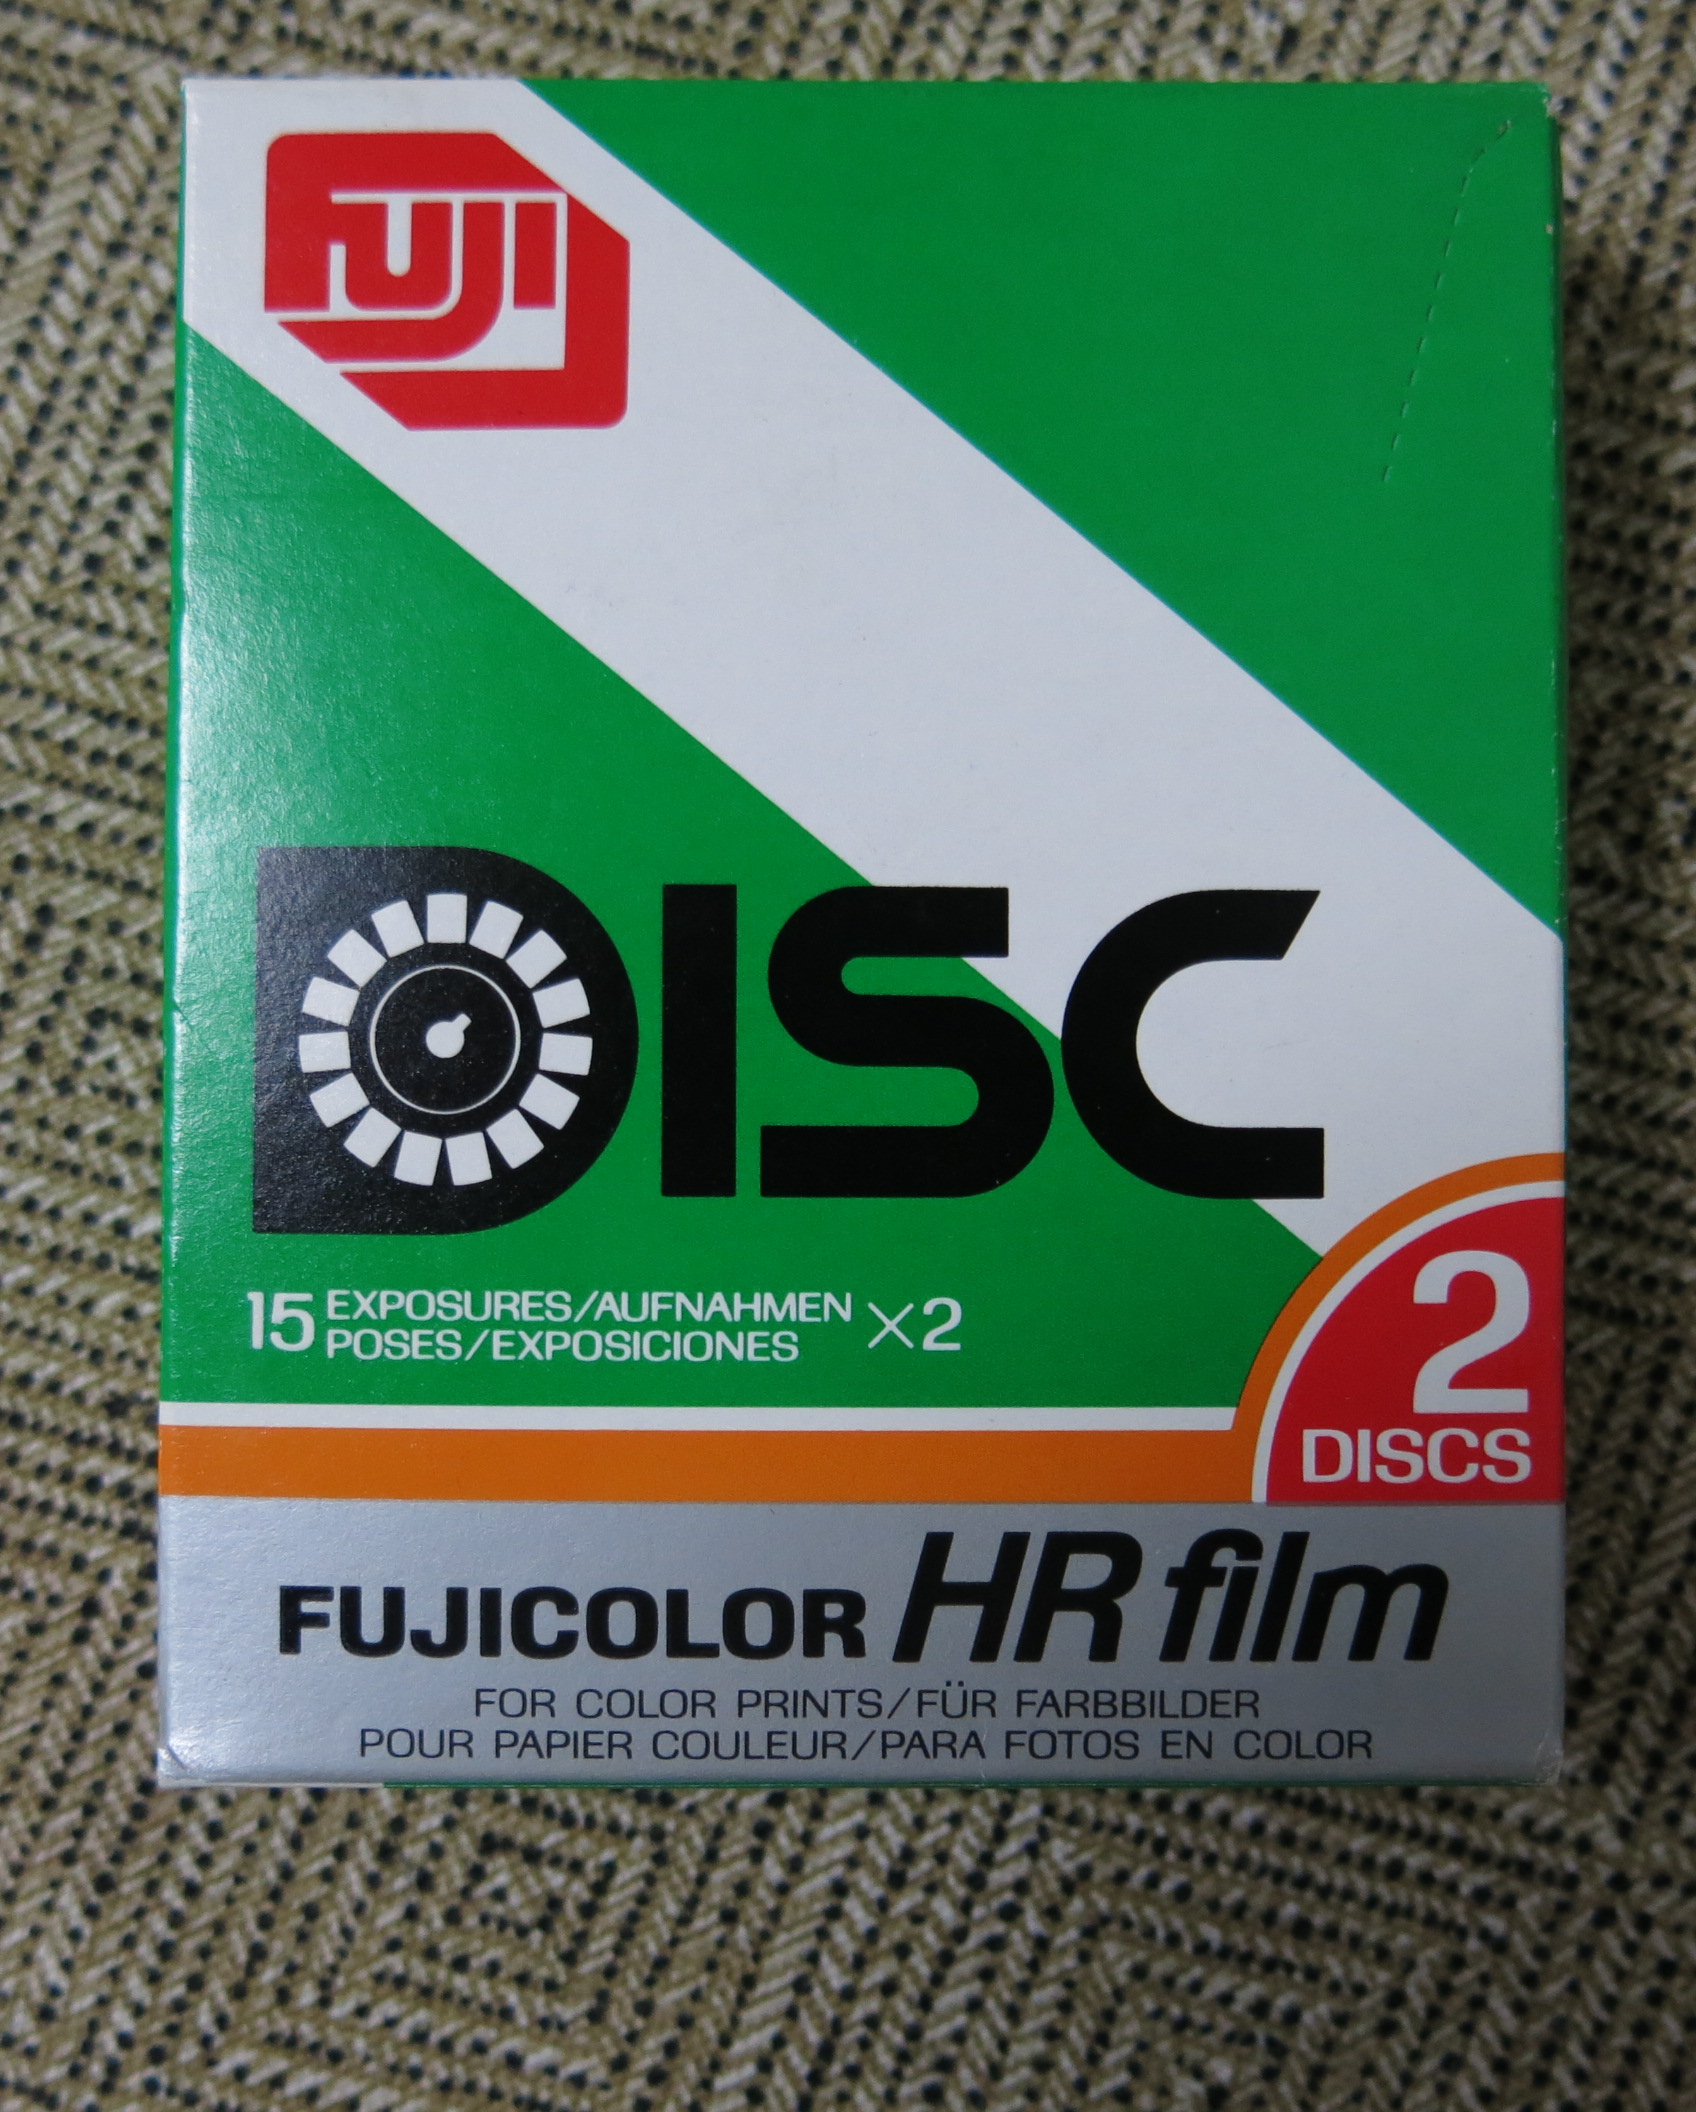 FUJI
DISC
15 EXPOSURES/AUFNAHMEN ×2
POSES/EXPOSICIONES
2
DISCS
FUJICOLOR HR film
FOR COLOR PRINTS/FÜR FARBBILDER
POUR PAPIER COULEUR/PARA FOTOS EN COLOR